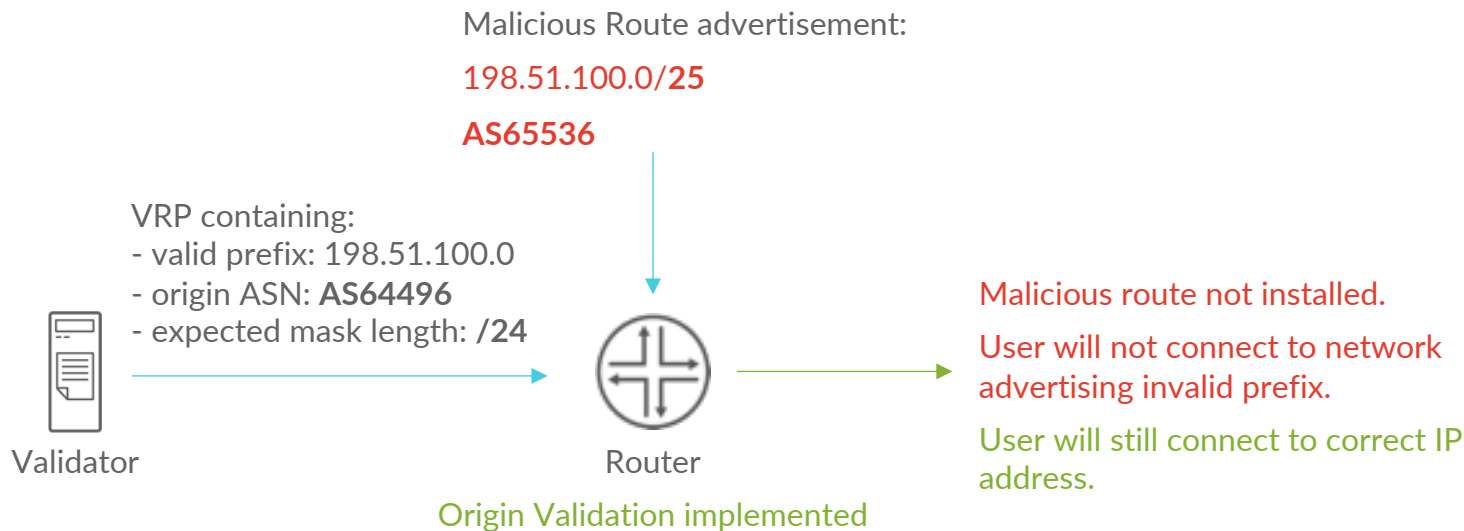 Malicious Route advertisement:
198.51.100.0/25
AS65536
VRP containing:
- valid prefix: 198.51.100.0
- origin ASN: AS64496
- expected mask length: /24
Validator
Router
Origin Validation implemented
Malicious route not installed.
User will not connect to network
advertising invalid prefix.
User will still connect to correct IP
address.